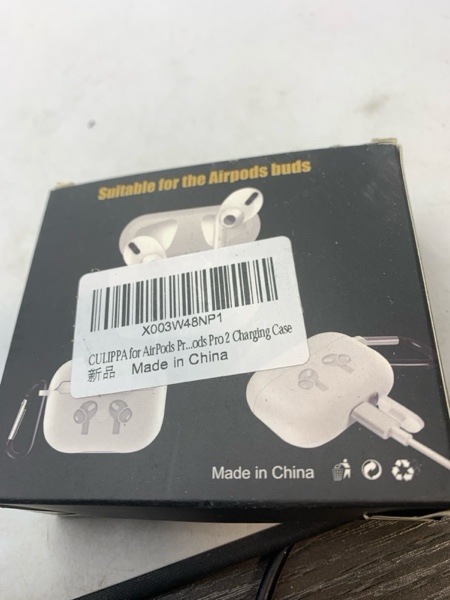 Suitable for the Airpods buds
X003W48NP1
CULIPPA for AirPods Pr...ods Pro 2 Charging Case
新品 Made in China
Made in China